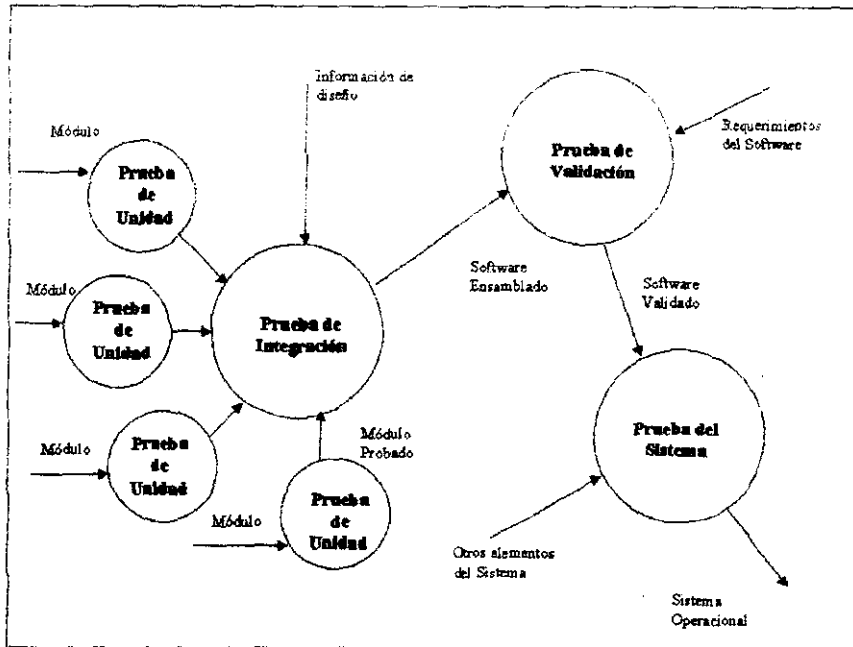 Información de
diseño
Módulo
Prueba
de
Unidad
Prueba de
Validación
Requerimientos
del Software
Módulo
Prueba
de
Unidad
Prueba de
Integración
Software
Ensamblado
Software
Validado
Módulo
Prueba
de
Unidad
Módulo
Probado
Prueba del
Sistema
Módulo
Prueba
de
Unidad
Otros elementos
del Sistema
Sistema
Operacional